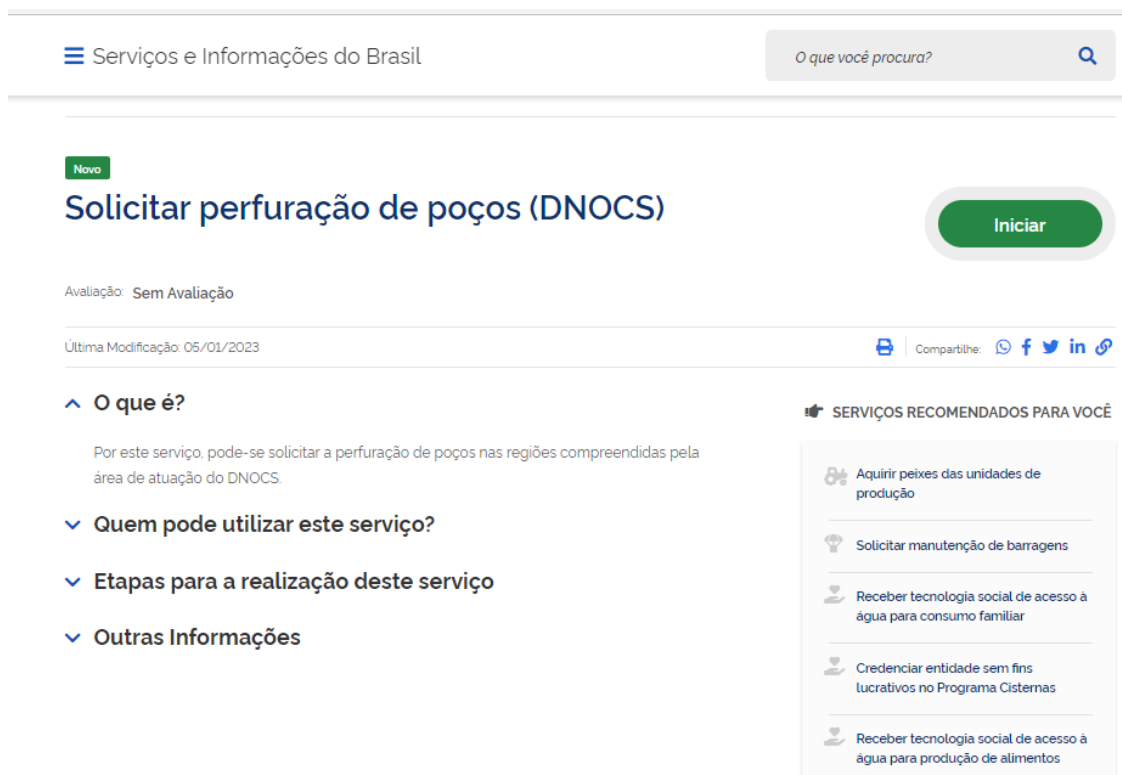 Serviços e Informações do Brasil
O que você procura?
Novo
Solicitar perfuração de poços (DNOCS)
Iniciar
Avaliação: Sem Avaliação
Última Modificação: 05/01/2023
Compartilhe:
O que é?
Por este serviço, pode-se solicitar a perfuração de poços nas regiões compreendidas pela
área de atuação do DNOCS.
Quem pode utilizar este serviço?
Etapas para a realização deste serviço
Outras Informações
SERVIÇOS RECOMENDADOS PARA VOCÊ
Aquirir peixes das unidades de
produção
Solicitar manutenção de barragens
Receber tecnologia social de acesso à
água para consumo familiar
Credenciar entidade sem fins
lucrativos no Programa Cisternas
Receber tecnologia social de acesso à
água para produção de alimentos